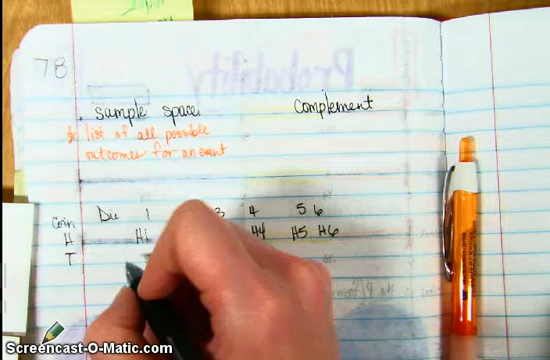 78
Probability
Sample space
Complement
list of all possible
outcomes for an event
Die 1 3 4 5 6
Coin
H H1 H4 H5 H6
T
Screencast-O-Matic.com